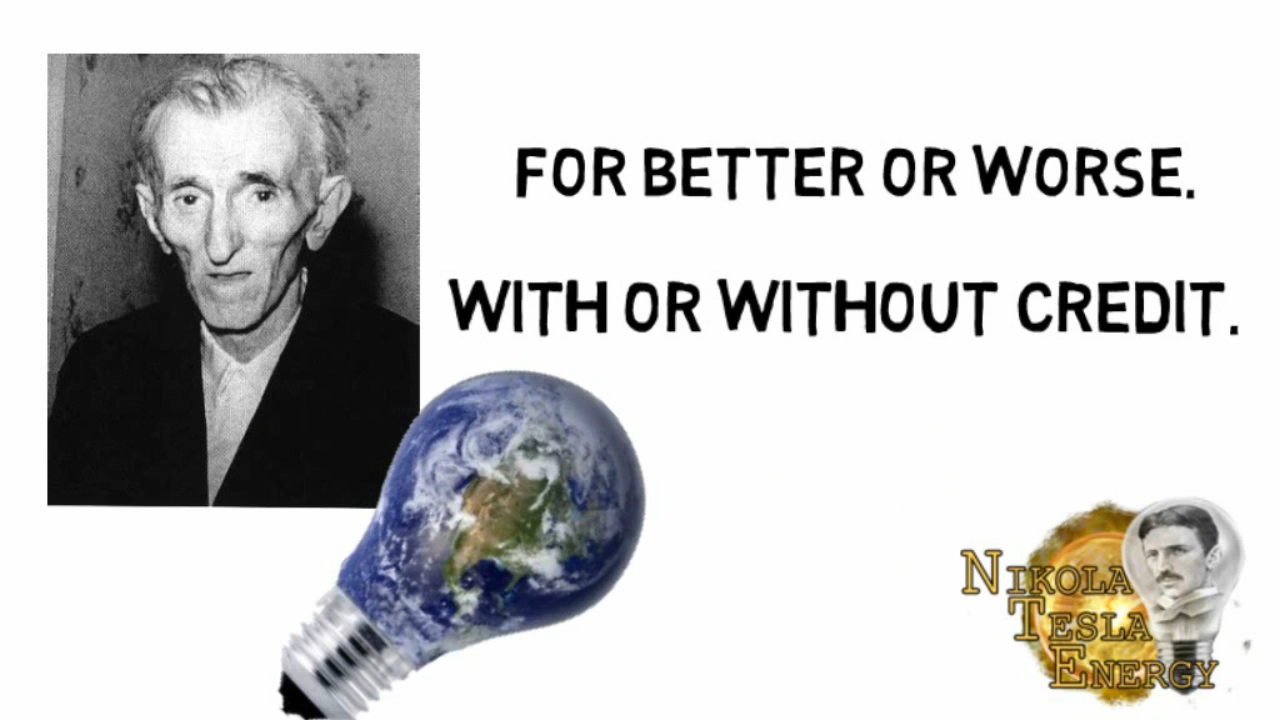 FOR BETTER OR WORSE.
WITH OR WITHOUT CREDIT.
NIKOLA
TESLA
ENERGY